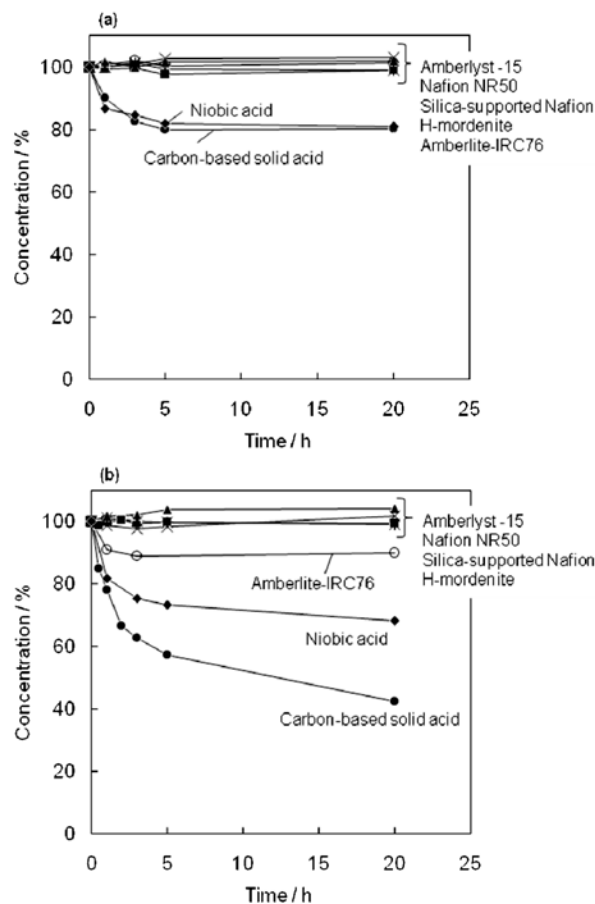 (a)
100
80
60
40
20
0
Concentration / %
Niobic acid
Carbon-based solid acid
Amberlyst -15
Nafion NR50
Silica-supported Nafion
H-mordenite
Amberlite-IRC76
0 5 10 15 20 25
Time / h
(b)
120
100
80
60
40
20
0
Concentration / %
Amberlyst -15
Nafion NR50
Silica-supported Nafion
H-mordenite
Amberlite-IRC76
Niobic acid
Carbon-based solid acid
0 5 10 15 20 25
Time / h